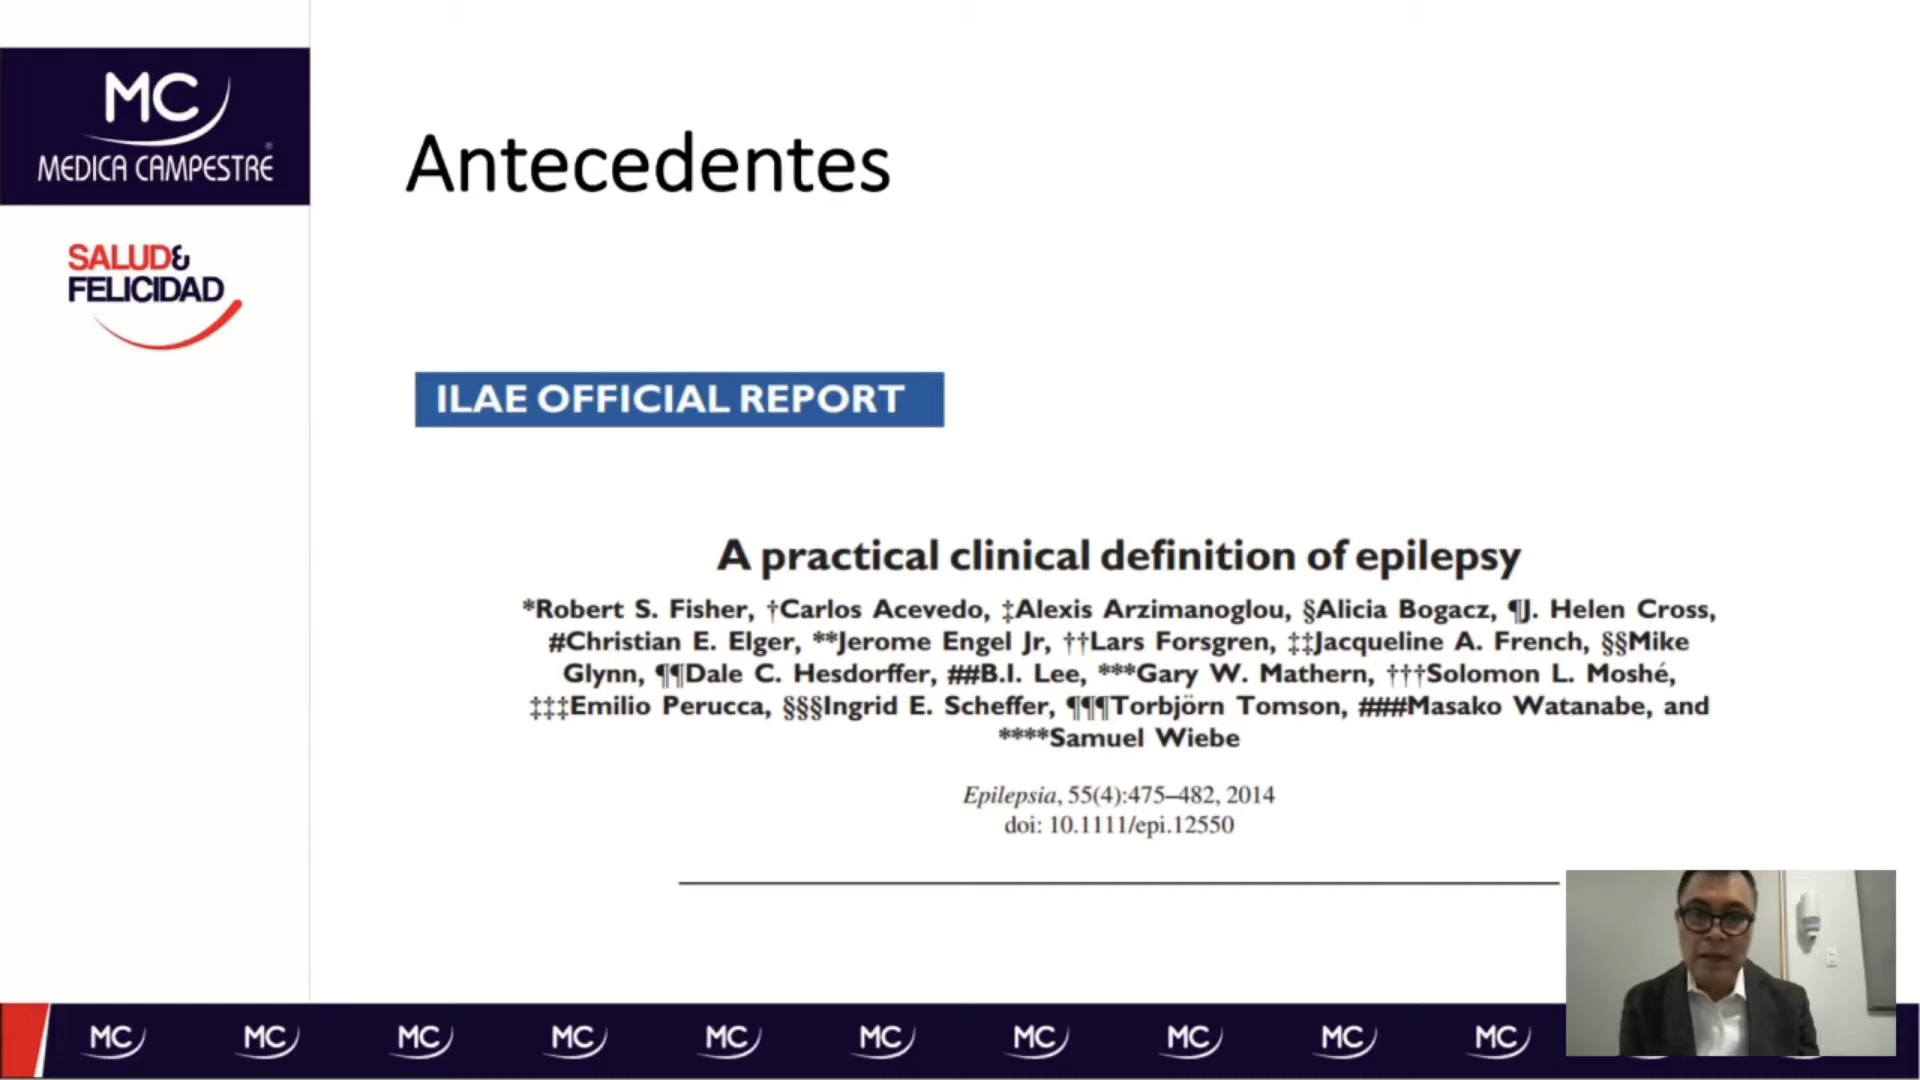 MC
MEDICA CAMPESTRE®
SALUD&
FELICIDAD
Antecedentes
ILAE OFFICIAL REPORT
A practical clinical definition of epilepsy
*Robert S. Fisher, †Carlos Acevedo, ‡Alexis Arzimanoglou, §Alicia Bogacz, ¶J. Helen Cross,
#Christian E. Elger, **Jerome Engel Jr, ††Lars Forsgren, ‡‡Jacqueline A. French, §§Mike
Glynn, ¶¶Dale C. Hesdorffer, ##B.I. Lee, ***Gary W. Mathern, †††Solomon L. Moshé,
‡‡‡Emilio Perucca, §§§Ingrid E. Scheffer, ¶¶¶Torbjörn Tomson, ###Masako Watanabe, and
****Samuel Wiebe
Epilepsia, 55(4):475–482, 2014
doi: 10.1111/epi.12550
MC MC MC MC MC MC MC MC MC MC